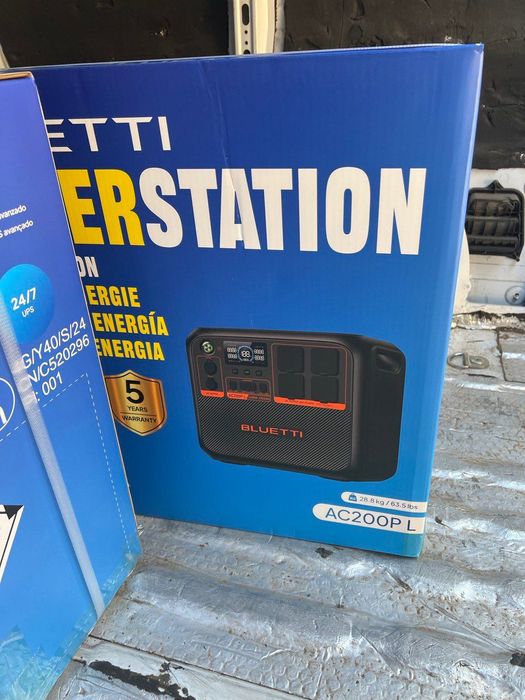 ETTI
ERSTATION
ON
ERGIE
ENERGÍA
ENERGIA
5
YEARS
WARRANTY
BLUETTI
28.8kg / 63.5lbs
AC200P L
avanzado
avançado
24/7
UPS
G/Y40/S/24
N/C520296
: 001